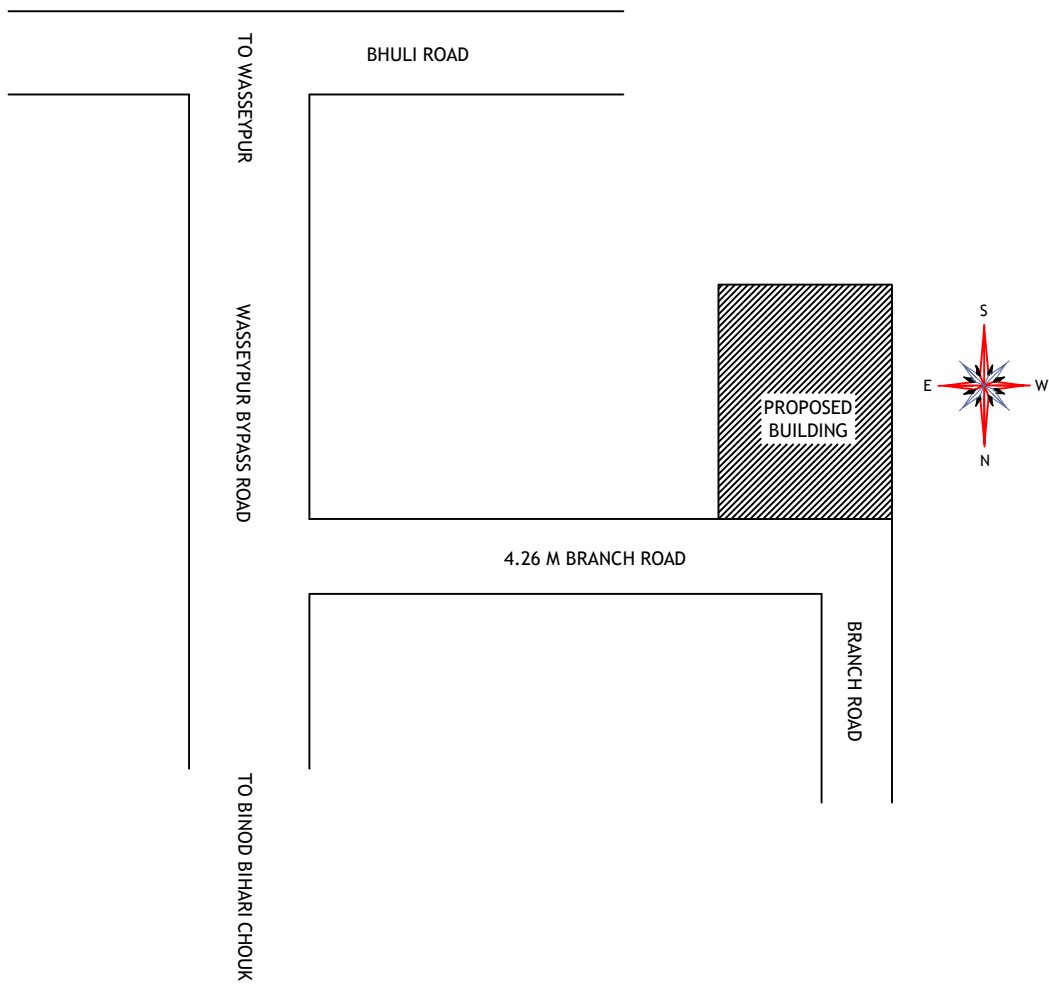 BHULI ROAD
TO WASSEYPUR
WASSEYPUR BYPASS ROAD
PROPOSED
BUILDING
S
E
W
N
4.26 M BRANCH ROAD
BRANCH ROAD
TO BINOD BIHARI CHOUK